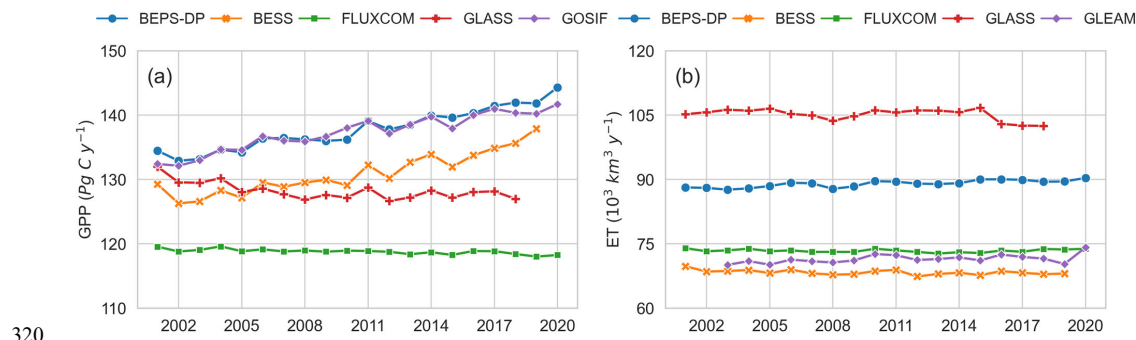 BEPS-DP BESS FLUXCOM GLASS GOSIF BEPS-DP BESS FLUXCOM GLASS GLEAM
(a)
GPP (Pg C y⁻¹)
150
140
130
120
110
2002 2005 2008 2011 2014 2017 2020
(b)
ET (10³ km³ y⁻¹)
120
105
90
75
60
2002 2005 2008 2011 2014 2017 2020
320